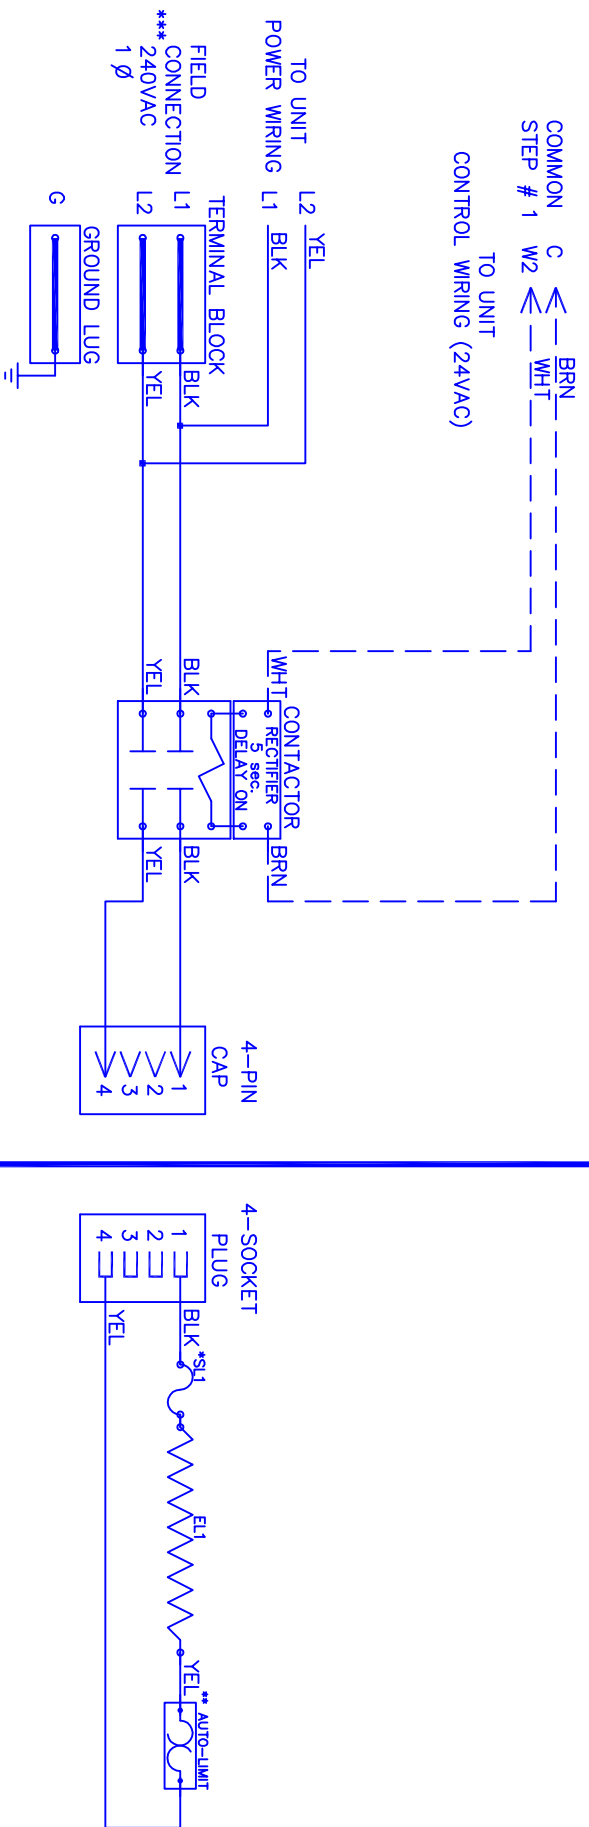 COMMON C
STEP # 1 W2
BRN
WHT
TO UNIT
CONTROL WIRING (24VAC)
TO UNIT
POWER WIRING
L2 YEL
L1 BLK
FIELD
*** CONNECTION
240VAC
1 Ø
TERMINAL BLOCK
L1
L2
BLK
YEL
GROUND LUG
G
WHT
CONTACTOR
RECTIFIER
5 sec.
DELAY ON
BRN
BLK
YEL
BLK
YEL
4-PIN
CAP
1
2
3
4
4-SOCKET
PLUG
1
2
3
4
BLK
YEL
*SL1
EL1
YEL
** AUTO-LIMIT